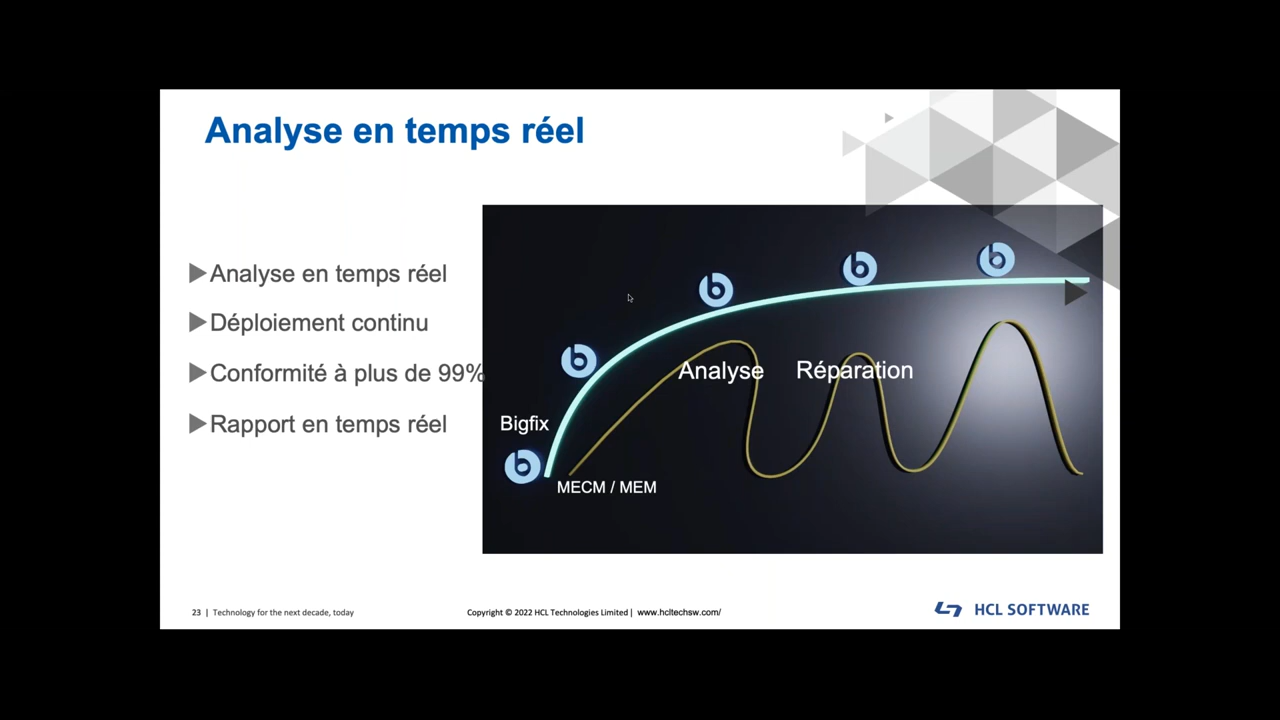 Analyse en temps réel
Analyse en temps réel
Déploiement continu
Conformité à plus de 99%
Rapport en temps réel
Analyse
Réparation
Bigfix
MECM / MEM
23 | Technology for the next decade, today
Copyright © 2022 HCL Technologies Limited | www.hcltechsw.com/
HCL SOFTWARE